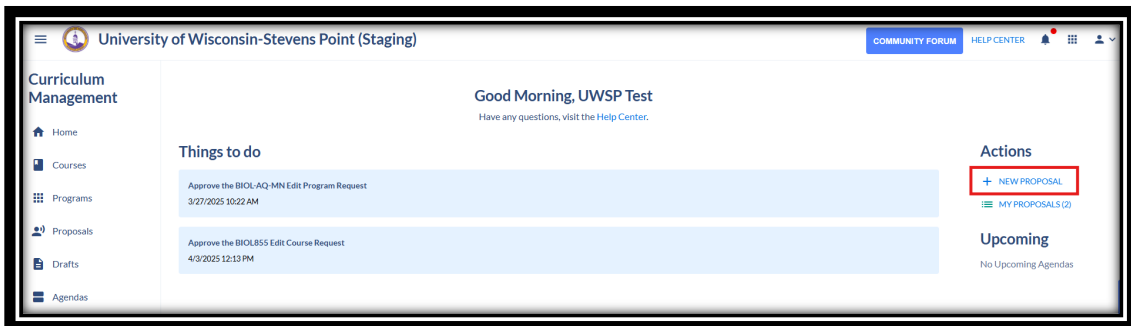 University of Wisconsin-Stevens Point (Staging)
COMMUNITY FORUM
HELP CENTER
Curriculum
Management
Home
Courses
Programs
Proposals
Drafts
Agendas
Good Morning, UWSP Test
Have any questions, visit the Help Center.
Things to do
Approve the BIOL-AQ-MN Edit Program Request
3/27/2025 10:22 AM
Approve the BIOL855 Edit Course Request
4/3/2025 12:13 PM
Actions
+ NEW PROPOSAL
MY PROPOSALS (2)
Upcoming
No Upcoming Agendas